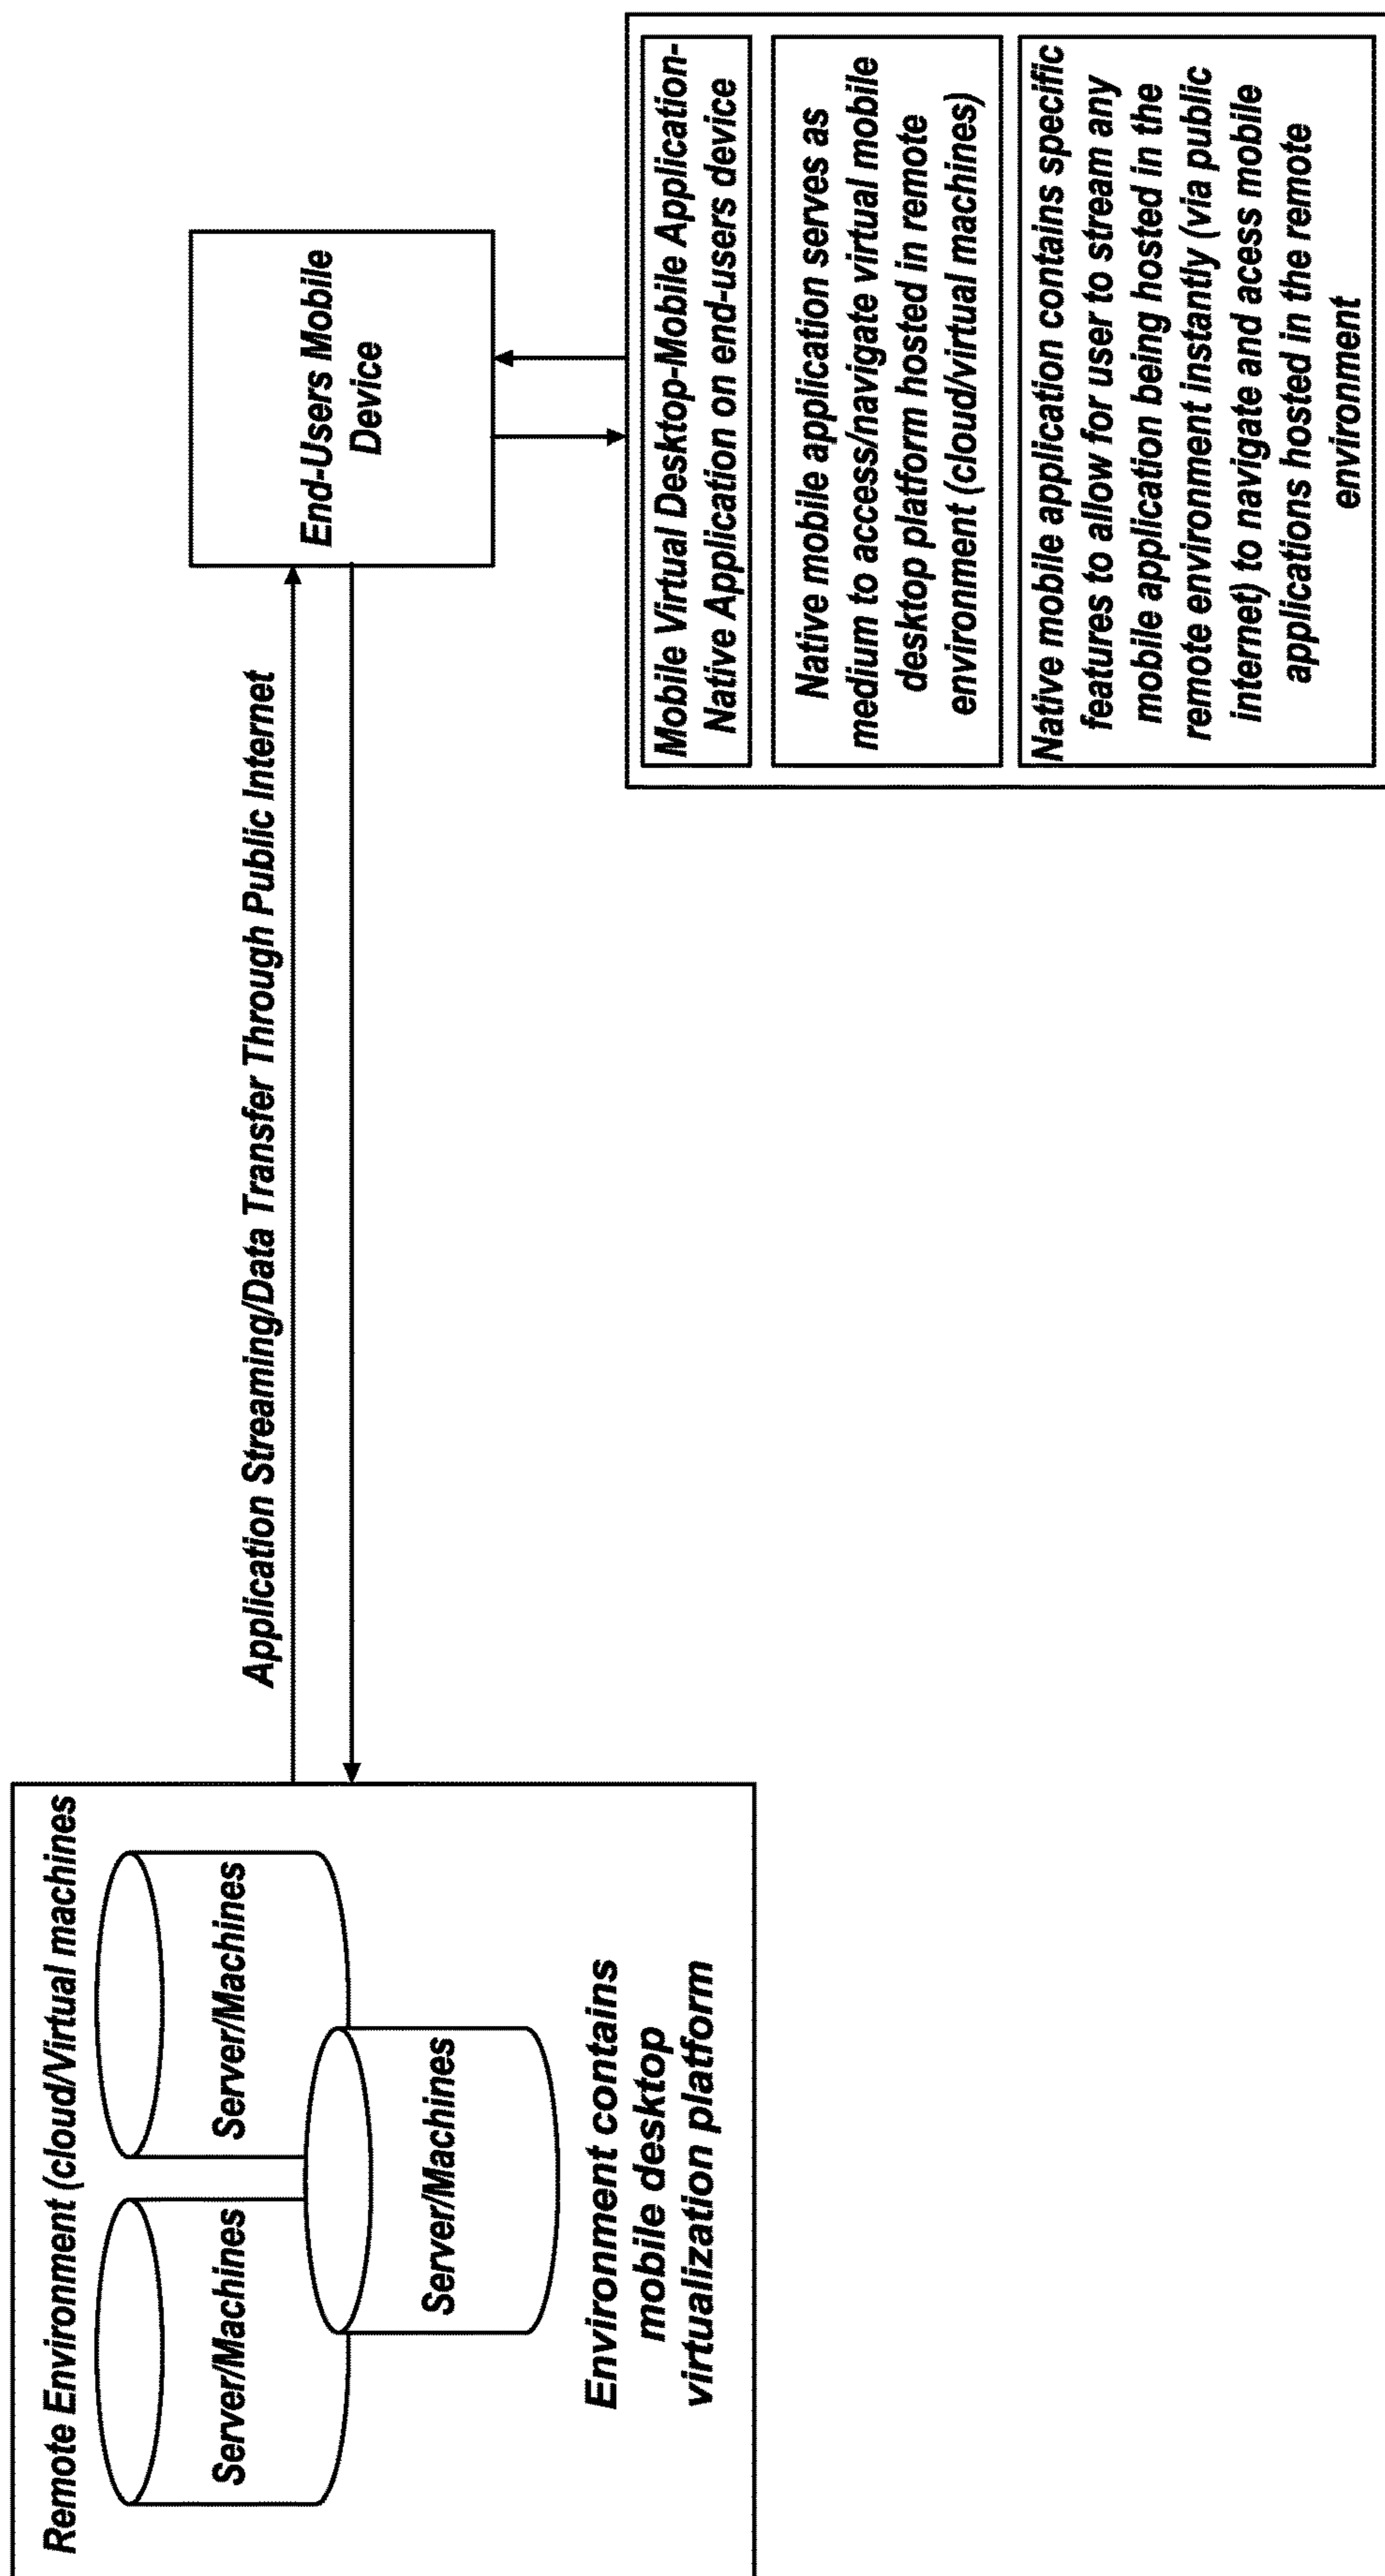 Remote Environment (cloud/Virtual machines
Server/Machines
Server/Machines
Server/Machines
Environment contains
mobile desktop
virtualization platform
Application Streaming/Data Transfer Through Public Internet
End-Users Mobile
Device
Mobile Virtual Desktop-Mobile Application-
Native Application on end-users device
Native mobile application serves as
medium to access/navigate virtual mobile
desktop platform hosted in remote
environment (cloud/virtual machines)
Native mobile application contains specific
features to allow for user to stream any
mobile application being hosted in the
remote environment instantly (via public
internet) to navigate and acess mobile
applications hosted in the remote
environment